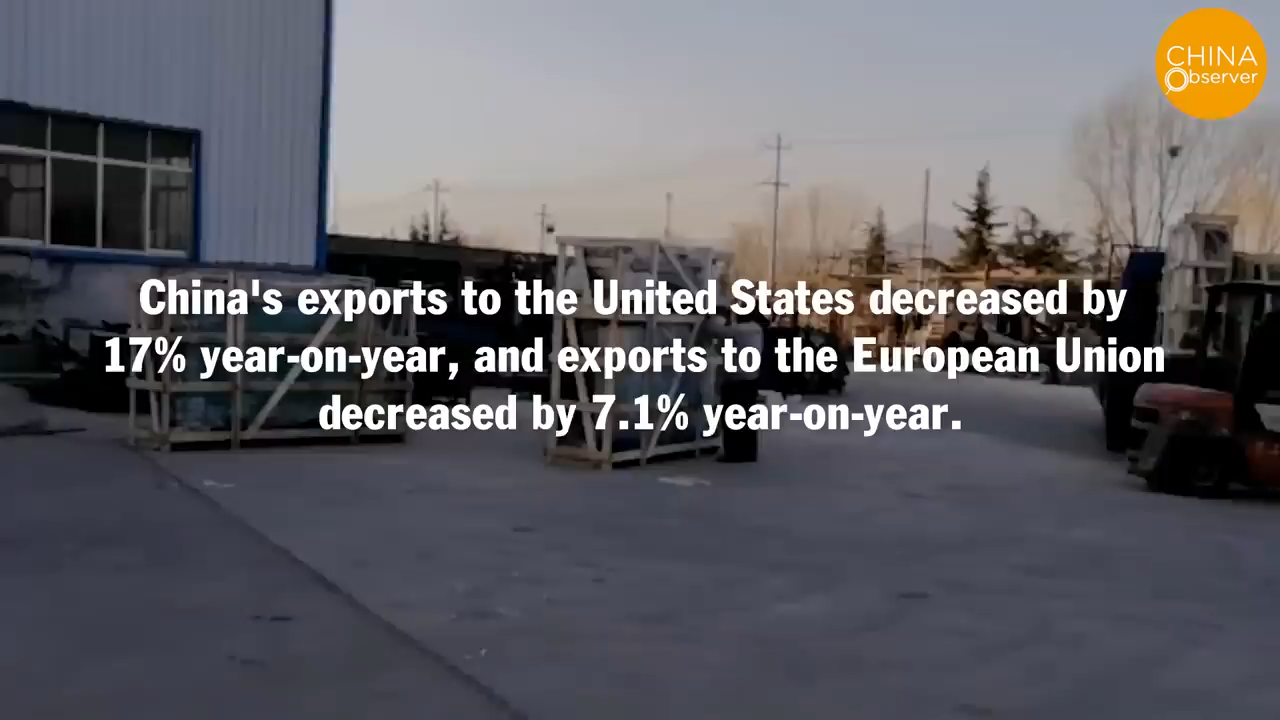 CHINA
Observer
China's exports to the United States decreased by
17% year-on-year, and exports to the European Union
decreased by 7.1% year-on-year.